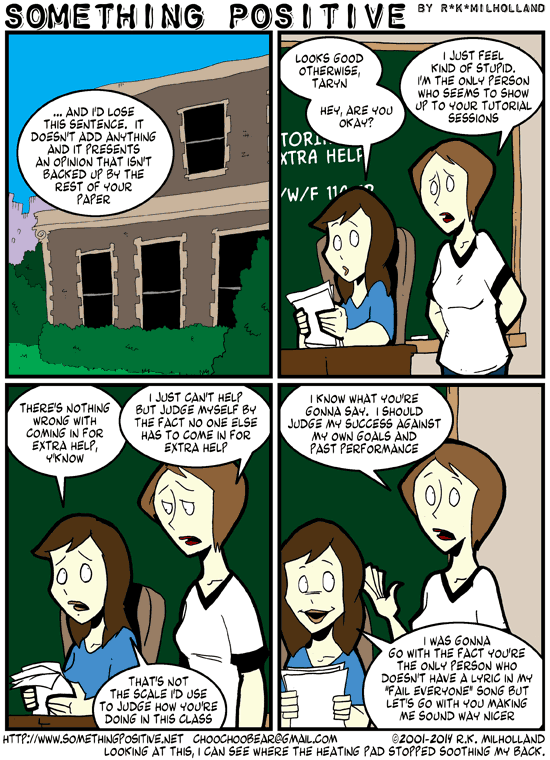 SOMETHING POSITIVE BY R*K*MILHOLLAND
... AND I'D LOSE
THIS SENTENCE. IT
DOESN'T ADD ANYTHING
AND IT PRESENTS
AN OPINION THAT ISN'T
BACKED UP BY THE
REST OF YOUR
PAPER
LOOKS GOOD
OTHERWISE,
TARYN
HEY, ARE YOU
OKAY?
I JUST FEEL
KIND OF STUPID.
I'M THE ONLY PERSON
WHO SEEMS TO SHOW
UP TO YOUR TUTORIAL
SESSIONS
HELP
/W/F
THERE'S NOTHING
WRONG WITH
COMING IN FOR
EXTRA HELP,
Y'KNOW
I JUST CAN'T HELP
BUT JUDGE MYSELF BY
THE FACT NO ONE ELSE
HAS TO COME IN FOR
EXTRA HELP
THAT'S NOT
THE SCALE I'D USE
TO JUDGE HOW YOU'RE
DOING IN THIS CLASS
I KNOW WHAT YOU'RE
GONNA SAY. I SHOULD
JUDGE MY SUCCESS AGAINST
MY OWN GOALS AND
PAST PERFORMANCE
I WAS GONNA
GO WITH THE FACT YOU'RE
THE ONLY PERSON WHO
DOESN'T HAVE A LYRIC IN MY
"FAIL EVERYONE" SONG BUT
LET'S GO WITH YOU MAKING
ME SOUND WAY NICER
HTTP://WWW.SOMETHINGPOSITIVE.NET CHOOCHOOBEAR@GMAIL.COM ©2001-2014 R.K. MILHOLLAND
LOOKING AT THIS, I CAN SEE WHERE THE HEATING PAD STOPPED SOOTHING MY BACK.